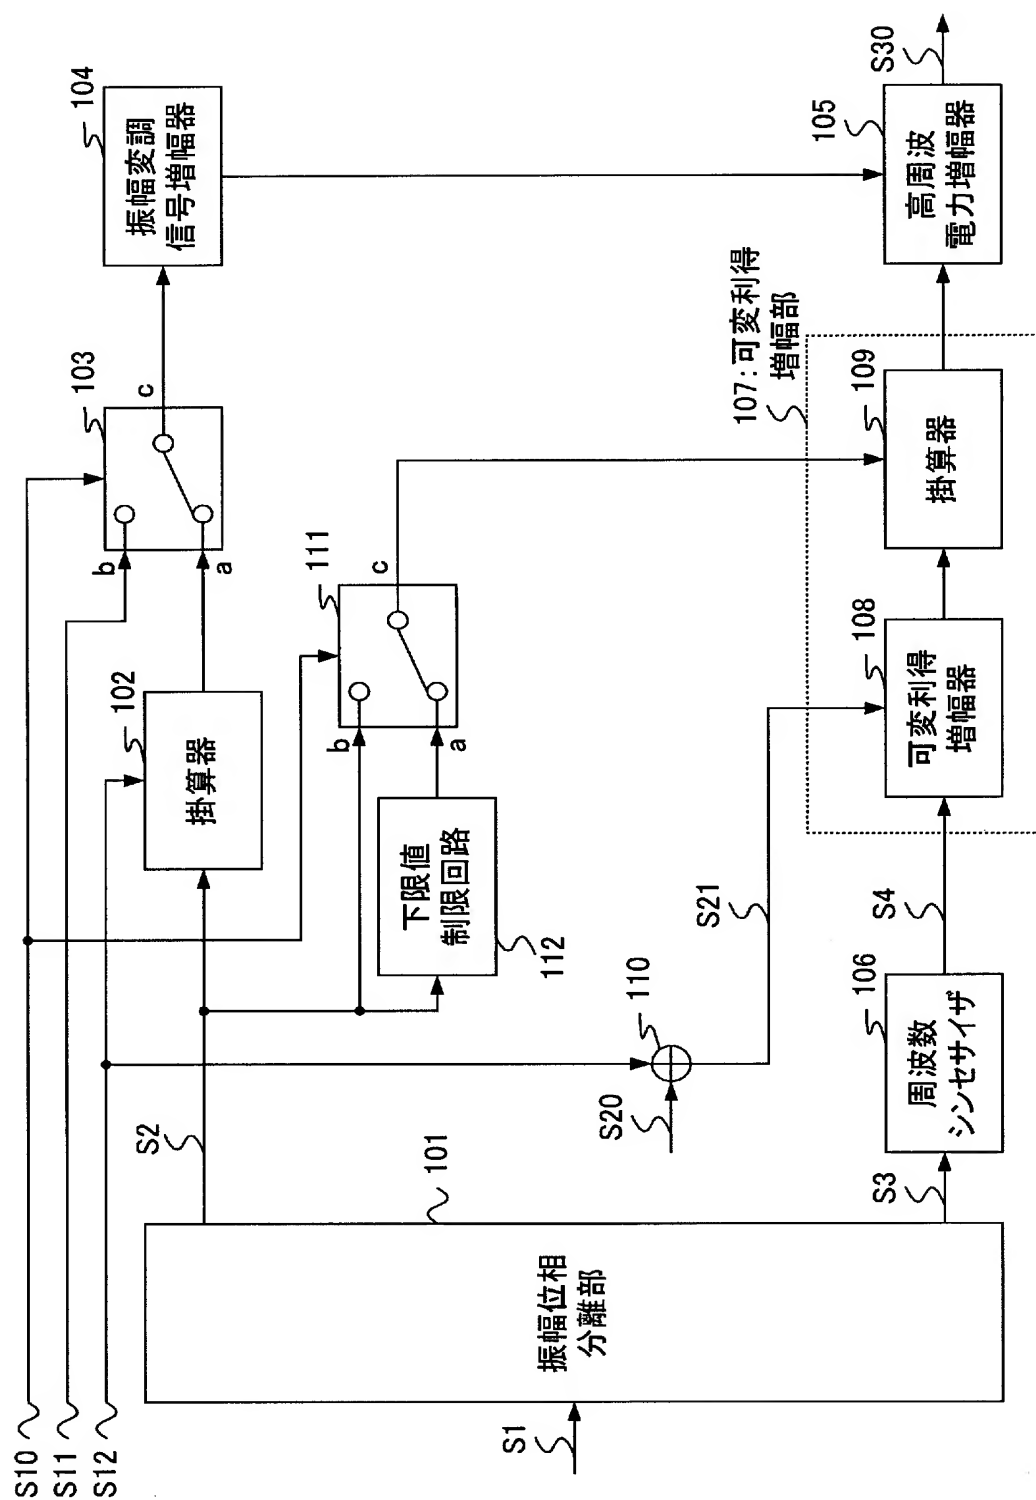 S10
S11
S12
S1
振幅位相
分離部
101
S2
S3
周波数
シンセサイザ
106
S4
S20
110
S21
下限値
制限回路
112
掛算器
102
a
b
c
111
a
b
c
103
振幅変調
信号増幅器
104
107:可変利得
増幅部
可変利得
増幅器
108
掛算器
109
高周波
電力増幅器
105
S30